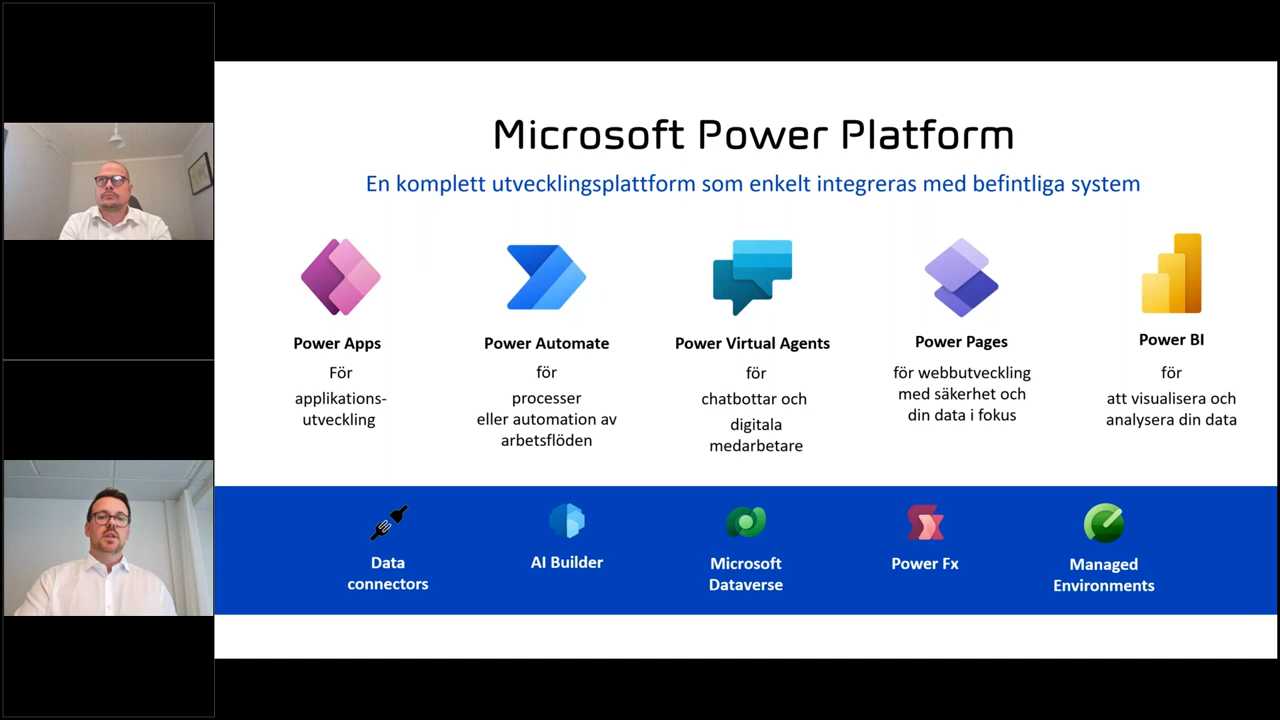 Microsoft Power Platform
En komplett utvecklingsplattform som enkelt integreras med befintliga system
Power Apps
För
applikations-
utveckling
Power Automate
för
processer
eller automation av
arbetsflöden
Power Virtual Agents
för
chatbottar och
digitala
medarbetare
Power Pages
för webbutveckling
med säkerhet och
din data i fokus
Power BI
för
att visualisera och
analysera din data
Data
connectors
AI Builder
Microsoft
Dataverse
Power Fx
Managed
Environments